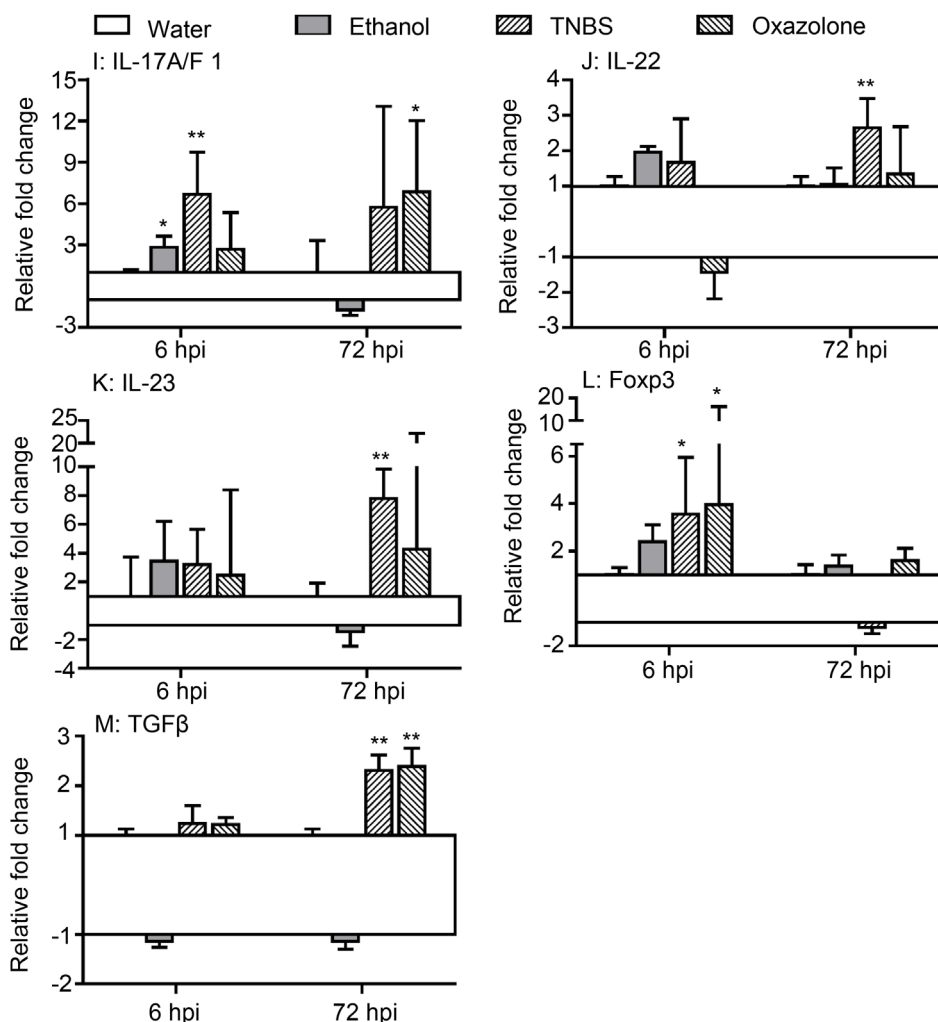 Water Ethanol TNBS Oxazolone
I: IL-17A/F 1
Relative fold change
15
12
9
6
3
-3
* ** *
6 hpi 72 hpi
J: IL-22
Relative fold change
4
3
2
1
-1
-2
-3
**
6 hpi 72 hpi
K: IL-23
Relative fold change
25
20
10
8
6
4
2
-2
-4
**
6 hpi 72 hpi
L: Foxp3
Relative fold change
20
10
6
4
2
-2
* *
6 hpi 72 hpi
M: TGFβ
Relative fold change
3
2
1
-1
-2
** **
6 hpi 72 hpi